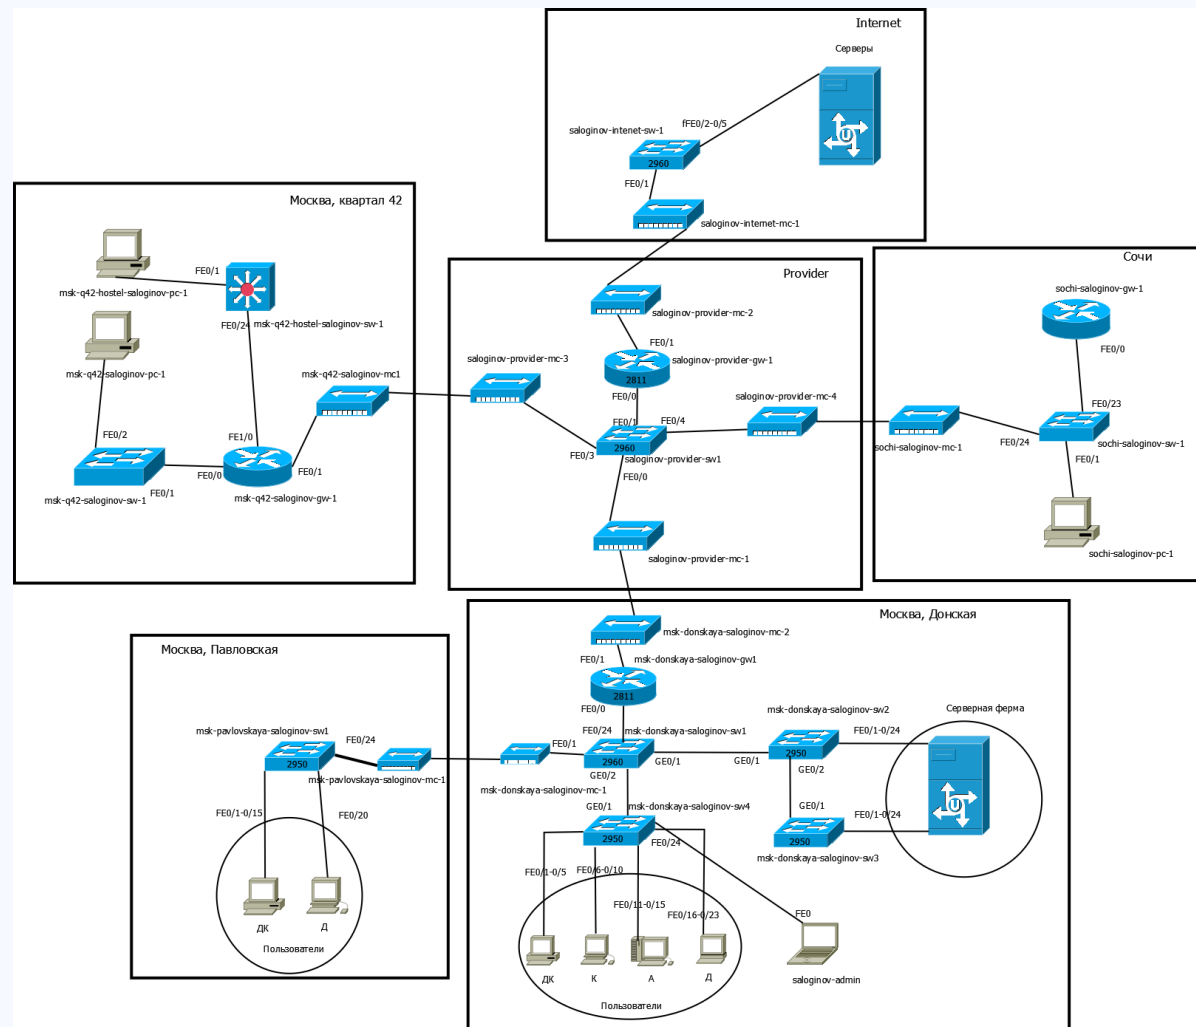 Internet
Серверы
saloginov-intenet-sw-1
fFE0/2-0/5
2960
FE0/1
saloginov-internet-mc-1
Москва, квартал 42
FE0/1
msk-q42-hostel-saloginov-pc-1
FE0/24
msk-q42-hostel-saloginov-sw-1
msk-q42-saloginov-pc-1
msk-q42-saloginov-mc1
FE0/2
FE1/0
FE0/1
FE0/0
FE0/1
msk-q42-saloginov-sw-1
msk-q42-saloginov-gw-1
Provider
saloginov-provider-mc-2
FE0/1
saloginov-provider-mc-3
saloginov-provider-gw-1
2811
FE0/0
saloginov-provider-mc-4
FE0/1
FE0/4
2960
FE0/3
saloginov-provider-sw1
FE0/0
saloginov-provider-mc-1
Сочи
sochi-saloginov-gw-1
FE0/0
FE0/23
FE0/24
sochi-saloginov-mc-1
sochi-saloginov-sw-1
FE0/1
sochi-saloginov-pc-1
Москва, Павловская
msk-pavlovskaya-saloginov-sw1
FE0/24
2950
msk-pavlovskaya-saloginov-mc-1
FE0/1-0/15
FE0/20
ДК
Д
Пользователи
Москва, Донская
msk-donskaya-saloginov-mc-2
FE0/1
msk-donskaya-saloginov-gw1
2811
FE0/0
msk-donskaya-saloginov-sw2
Серверная ферма
FE0/24
msk-donskaya-saloginov-sw1
FE0/1-0/24
FE0/1
2960
GE0/1
GE0/1
2950
GE0/2
GE0/2
msk-donskaya-saloginov-mc-1
GE0/1
msk-donskaya-saloginov-sw4
GE0/1
FE0/1-0/24
2950
FE0/24
2950
msk-donskaya-saloginov-sw3
FE0/1-0/5
FE0/6-0/10
FE0/11-0/15
FE0/16-0/23
FE0
ДК
К
А
Д
saloginov-admin
Пользователи